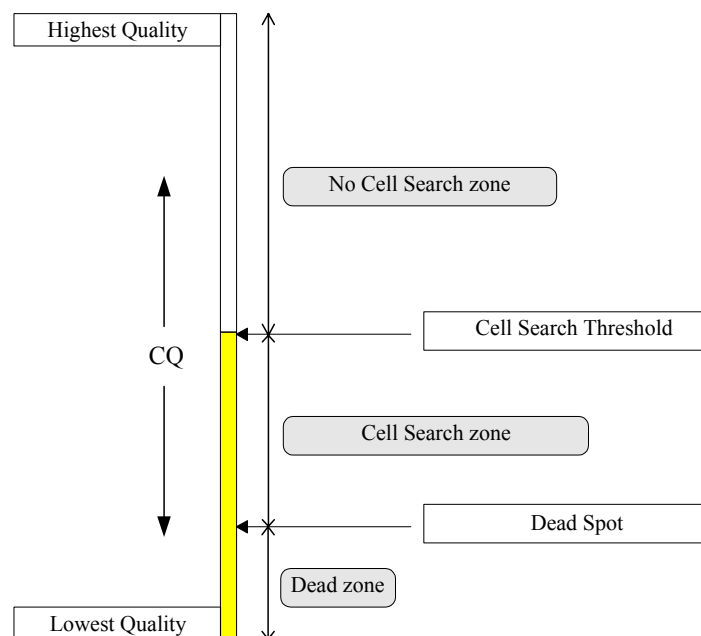 Highest Quality
No Cell Search zone
Cell Search Threshold
CQ
Cell Search zone
Dead Spot
Dead zone
Lowest Quality